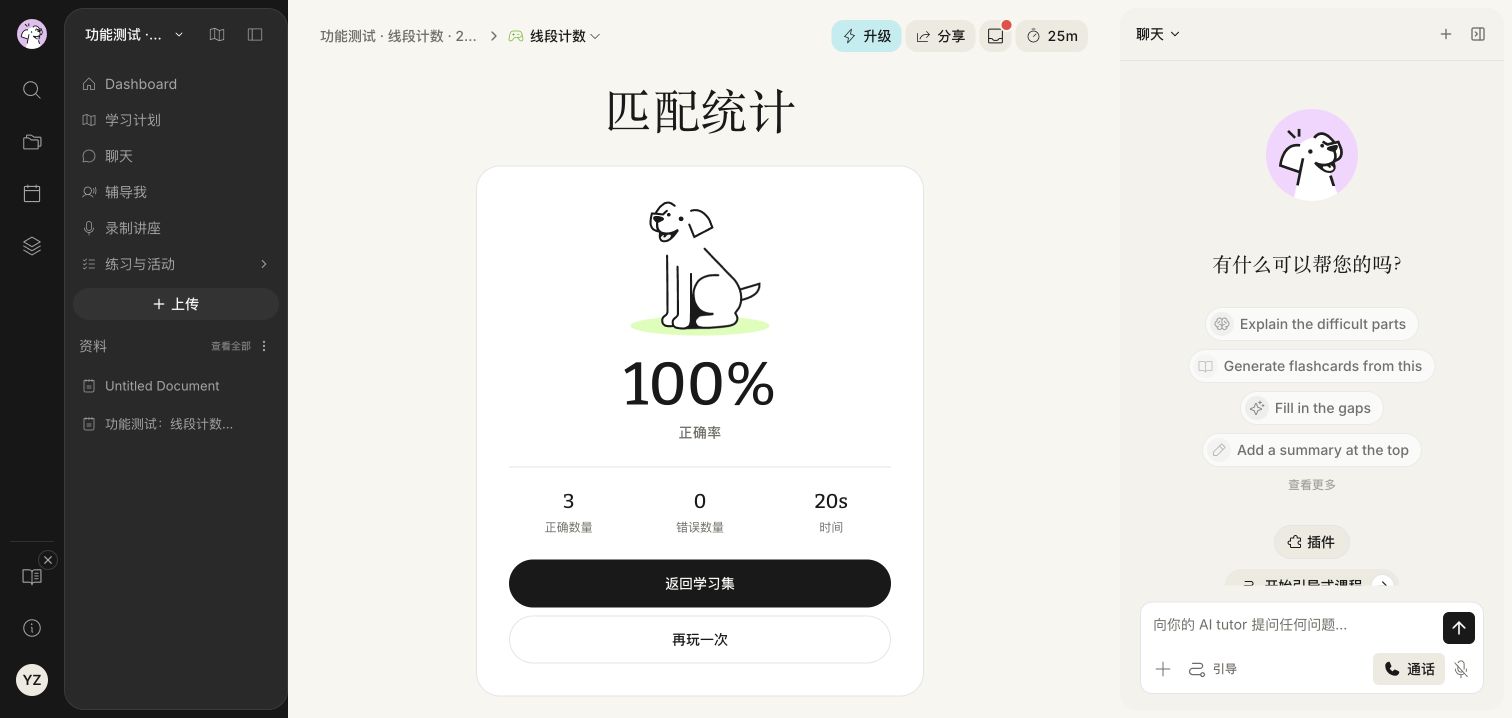 功能测试 ·...
Dashboard
学习计划
聊天
辅导我
录制讲座
练习与活动
+ 上传
资料
查看全部
Untitled Document
功能测试：线段计数...
YZ
功能测试 · 线段计数 · 2...
线段计数
升级
分享
25m
匹配统计
100%
正确率
3
正确数量
0
错误数量
20s
时间
返回学习集
再玩一次
聊天
有什么可以帮您的吗?
Explain the difficult parts
Generate flashcards from this
Fill in the gaps
Add a summary at the top
查看更多
插件
开始引导式课程
向你的 AI tutor 提问任何问题...
引导
通话